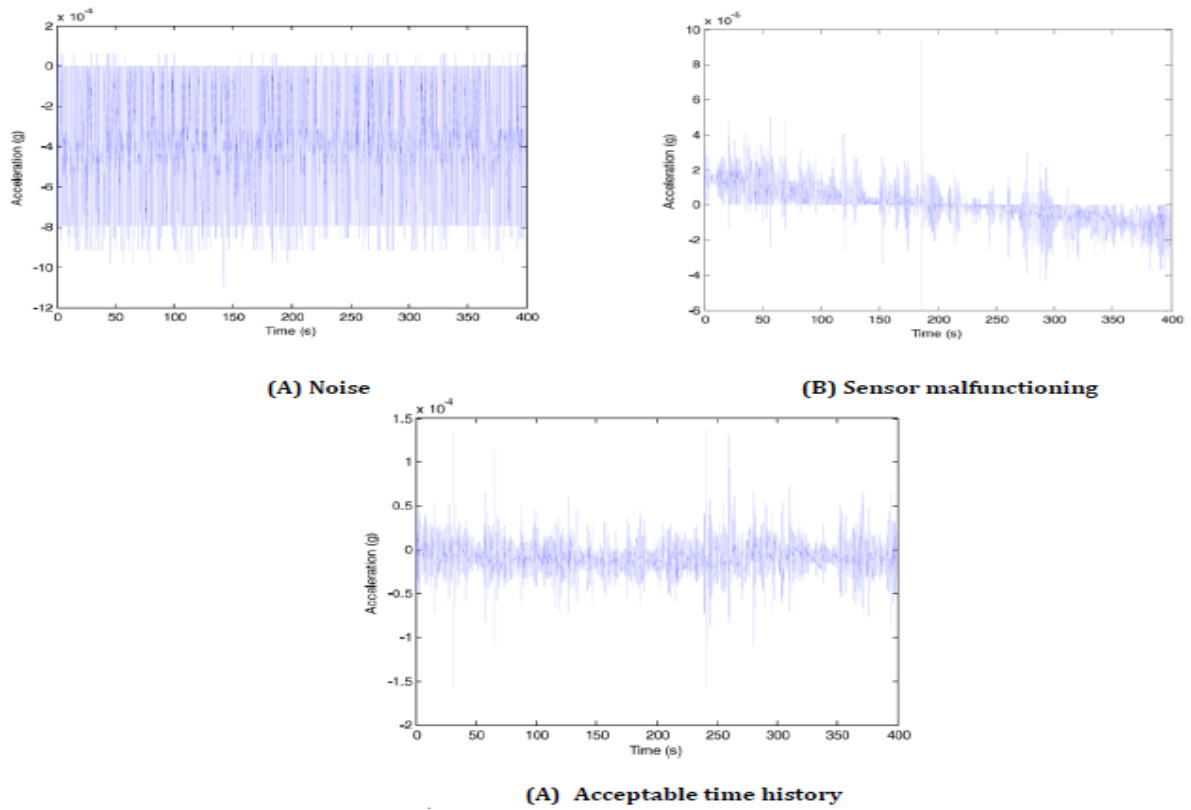 × 10⁻⁴
2
0
-2
-4
-6
-8
-10
-12
Acceleration (g)
0 50 100 150 200 250 300 350 400
Time (s)
(A) Noise
× 10⁻⁵
10
8
6
4
2
0
-2
-4
-6
Acceleration (g)
0 50 100 150 200 250 300 350 400
Time (s)
(B) Sensor malfunctioning
× 10⁻⁴
1.5
1
0.5
0
-0.5
-1
-1.5
-2
Acceleration (g)
0 50 100 150 200 250 300 350 400
Time (s)
(A) Acceptable time history